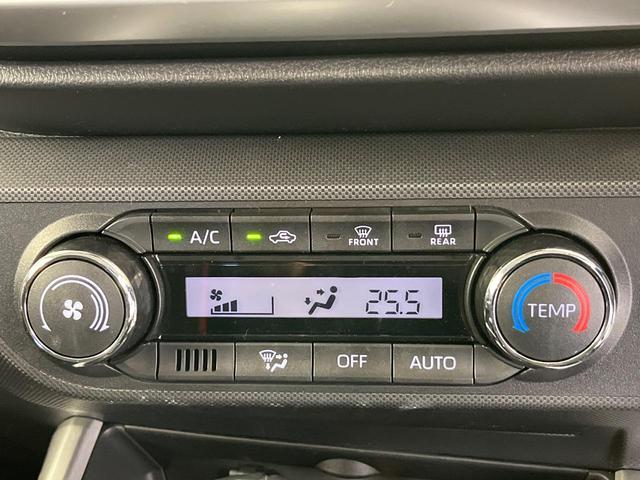 A/C
FRONT
REAR
25.5
TEMP
OFF
AUTO